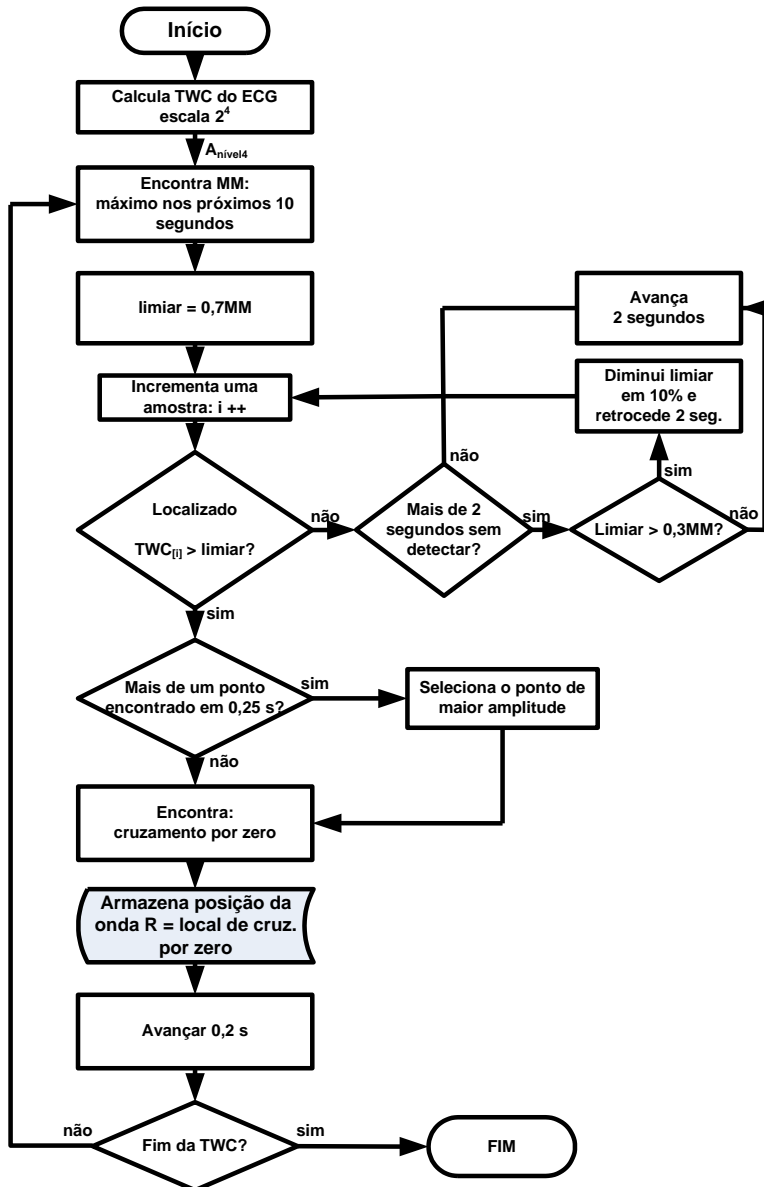 Início
Calcula TWC do ECG
escala 2⁴
Anível4
Encontra MM:
máximo nos próximos 10
segundos
limiar = 0,7MM
Avança
2 segundos
Incrementa uma
amostra: i ++
Diminui limiar
em 10% e
retrocede 2 seg.
não
sim
Localizado
TWC[i] > limiar?
não
Mais de 2
segundos sem
detectar?
sim
Limiar > 0,3MM?
não
sim
Mais de um ponto
encontrado em 0,25 s?
sim
Seleciona o ponto de
maior amplitude
não
Encontra:
cruzamento por zero
Armazena posição da
onda R = local de cruz.
por zero
Avançar 0,2 s
não
Fim da TWC?
sim
FIM